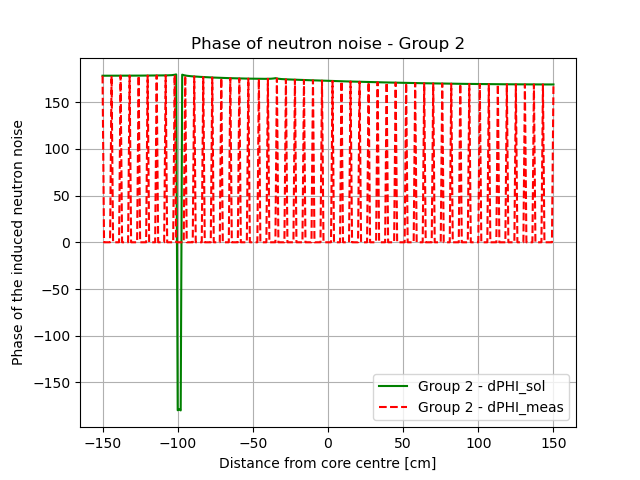 Phase of neutron noise - Group 2
Phase of the induced neutron noise
150
100
50
0
−50
−100
−150
−150
−100
−50
0
50
100
150
Distance from core centre [cm]
Group 2 - dPHI_sol
Group 2 - dPHI_meas